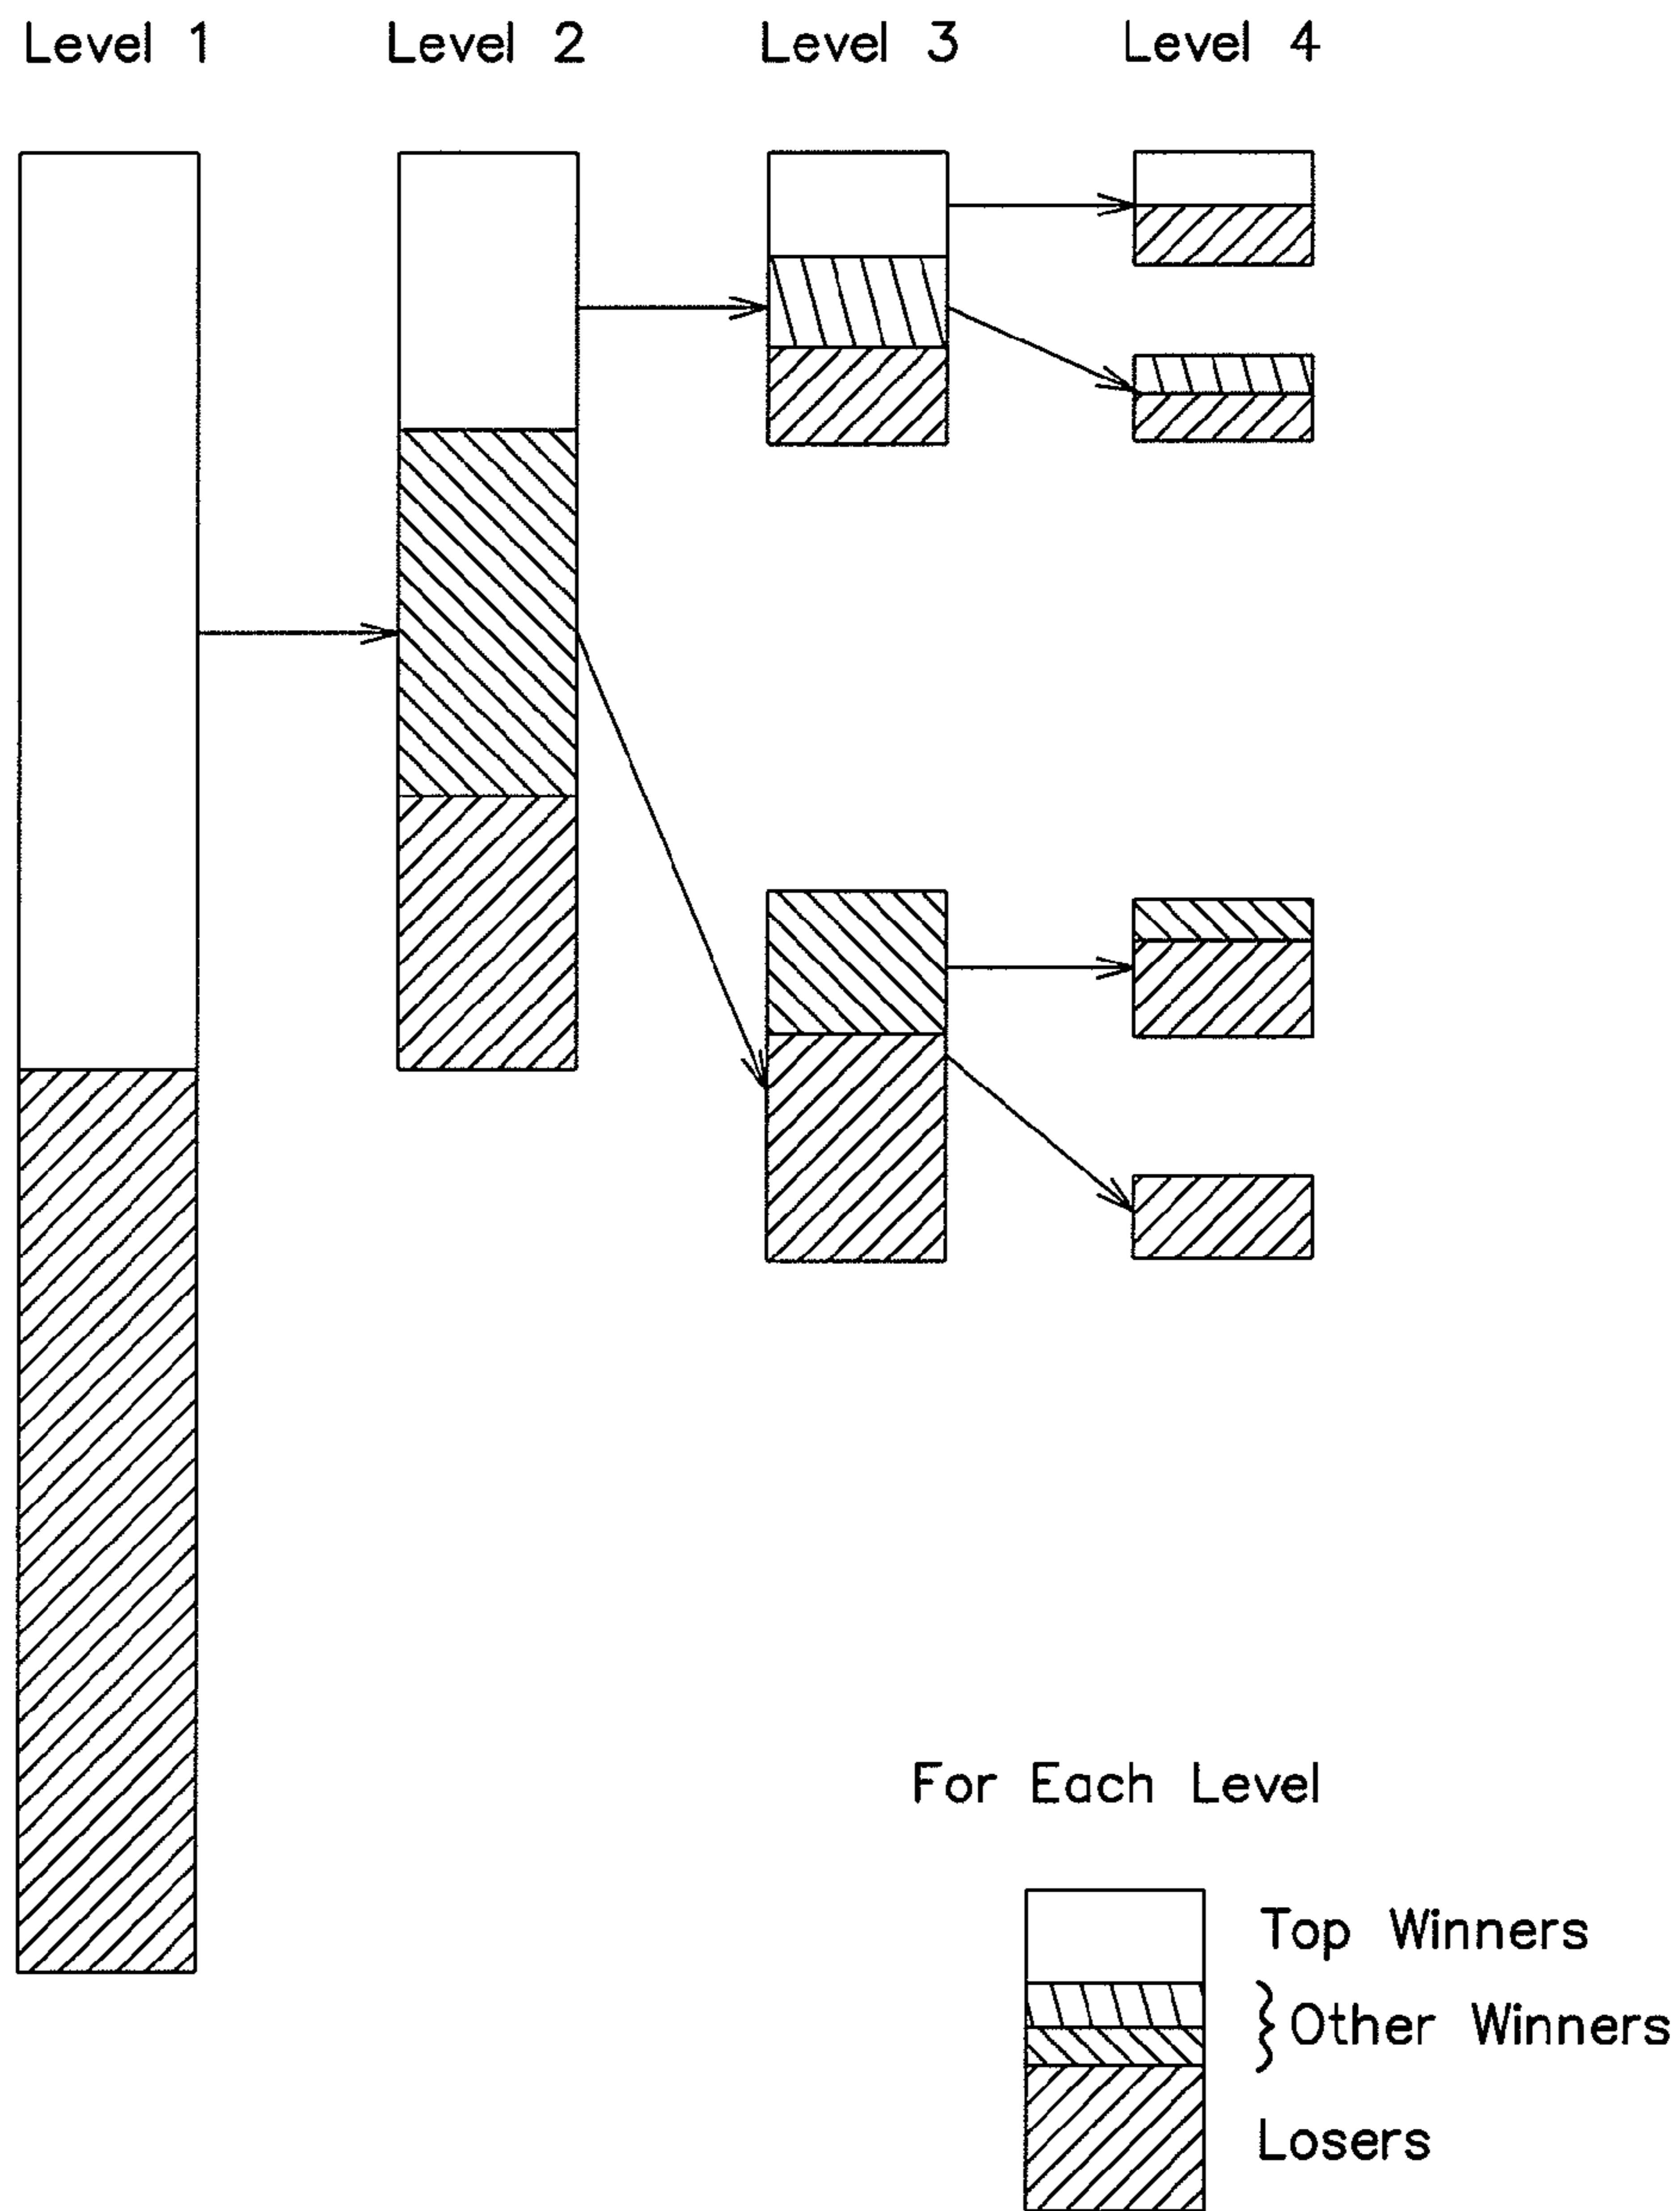 Level 1 Level 2 Level 3 Level 4
For Each Level
Top Winners
Other Winners
Losers